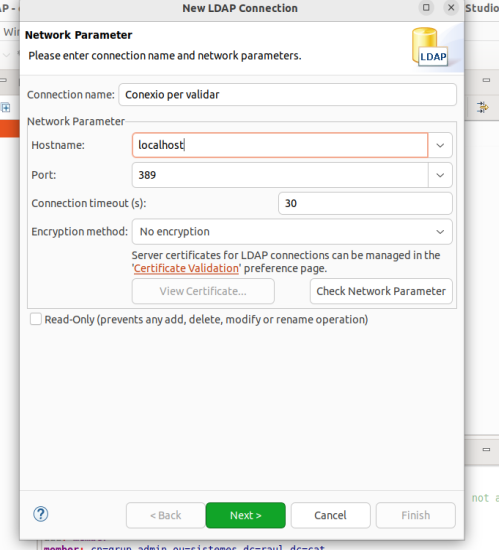 New LDAP Connection
Studio
Network Parameter
Please enter connection name and network parameters.
LDAP
Connection name: Conexio per validar
Network Parameter
Hostname: localhost
Port: 389
Connection timeout (s): 30
Encryption method: No encryption
Server certificates for LDAP connections can be managed in the
'Certificate Validation' preference page.
View Certificate... Check Network Parameter
Read-Only (prevents any add, delete, modify or rename operation)
not a
< Back Next > Cancel Finish
member: cn=grup_admin,ou=sistemes,dc=raul,dc=cat